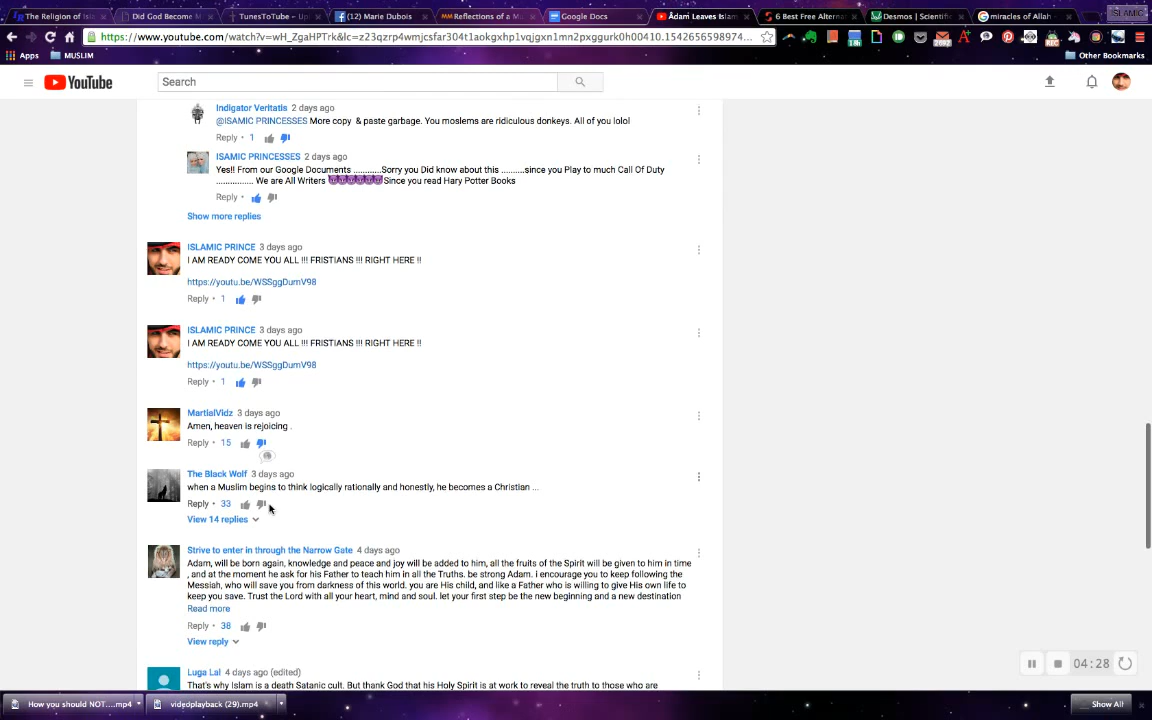 The Religion of Isl
Did God Become M
TunesToTube – Up
(12) Marie Dubois
MM Reflections of a M
Google Docs
Adam Leaves Islam
6 Best Free Alterna
Desmos | Scientifi
miracles of Allah -
ISLAMIC
https://www.youtube.com/watch?v=wH_ZgaHPTrk&lc=z23qzrp4wmjcsfar304t1aokgxhp1vqjgxn1mn2pxggurk0h00410.1542656598974...
Apps MUSLIM Other Bookmarks
YouTube Search
Indigator Veritatis 2 days ago
@ISAMIC PRINCESSES More copy & paste garbage. You moslems are ridiculous donkeys. All of you lolol
Reply • 1
ISAMIC PRINCESSES 2 days ago
Yes!! From our Google Documents ............Sorry you Did know about this .........since you Play to much Call Of Duty
................ We are All Writers 😈😈😈😈😈Since you read Hary Potter Books
Reply •
Show more replies
ISLAMIC PRINCE 3 days ago
I AM READY COME YOU ALL !!! FRISTIANS !!! RIGHT HERE !!
https://youtu.be/WSSggDumV98
Reply • 1
ISLAMIC PRINCE 3 days ago
I AM READY COME YOU ALL !!! FRISTIANS !!! RIGHT HERE !!
https://youtu.be/WSSggDumV98
Reply • 1
MartialVidz 3 days ago
Amen, heaven is rejoicing .
Reply • 15
The Black Wolf 3 days ago
when a Muslim begins to think logically rationally and honestly, he becomes a Christian ...
Reply • 33
View 14 replies
Strive to enter in through the Narrow Gate 4 days ago
Adam, will be born again, knowledge and peace and joy will be added to him, all the fruits of the Spirit will be given to him in time
, and at the moment he ask for his Father to teach him in all the Truths. be strong Adam. i encourage you to keep following the
Messiah, who will save you from darkness of this world. you are His child, and like a Father who is willing to give His own life to
keep you save. Trust the Lord with all your heart, mind and soul. let your first step be the new beginning and a new destination
Read more
Reply • 38
View reply
Luga Lal 4 days ago (edited)
That's why Islam is a death Satanic cult. But thank God that his Holy Spirit is at work to reveal the truth to those who are
04:28
How you should NOT....mp4
videoplayback (29).mp4
Show All